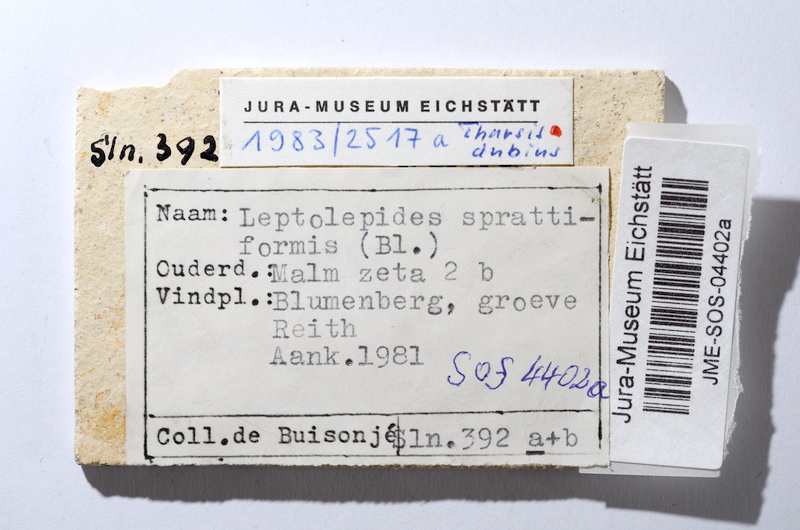 JURA-MUSEUM EICHSTÄTT
1983/2517 a Tharsis
dubius
Sln. 392
Naam: Leptolepides spratti-
formis (Bl.)
Ouderd.: Malm zeta 2 b
Vindpl.: Blumenberg, groeve
Reith
Aank.1981
SOS 4402a
Coll.de Buisonjé Sln.392 a+b
Jura-Museum Eichstätt
JME-SOS-04402a